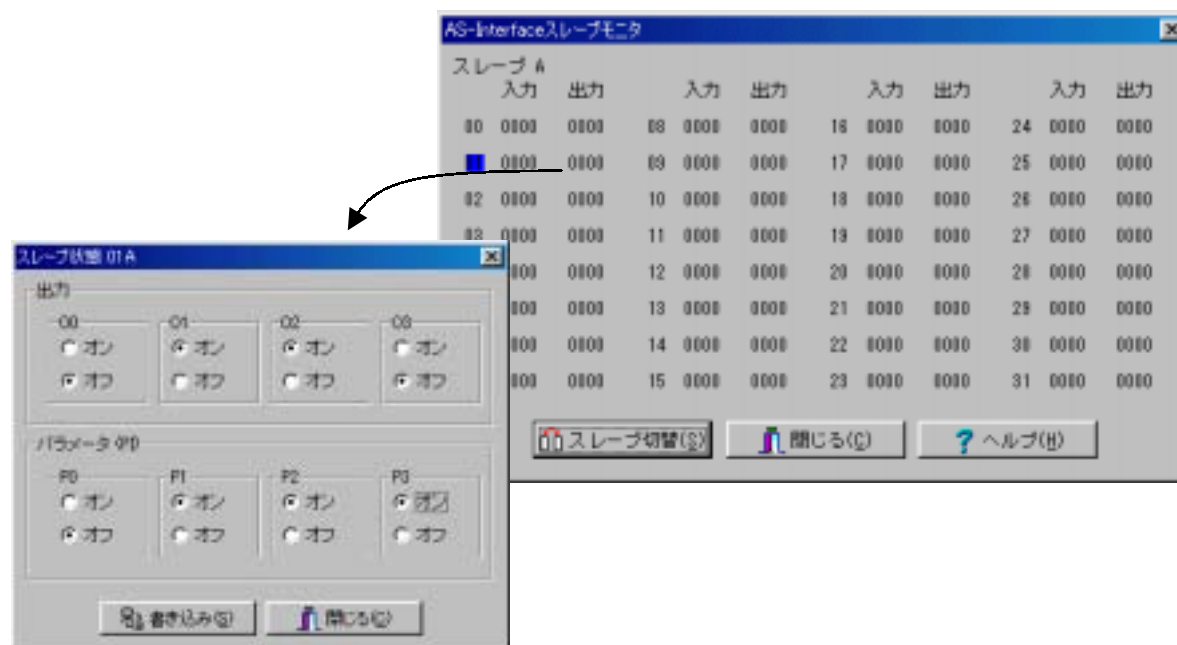 AS-Interfaceスレーブモニタ
スレーブ A
入力 出力 入力 出力 入力 出力 入力 出力
00 0000 0000 08 0000 0000 16 0000 0000 24 0000 0000
01 0000 0000 09 0000 0000 17 0000 0000 25 0000 0000
02 0000 0000 10 0000 0000 18 0000 0000 26 0000 0000
03 0000 0000 11 0000 0000 19 0000 0000 27 0000 0000
000 0000 12 0000 0000 20 0000 0000 28 0000 0000
000 0000 13 0000 0000 21 0000 0000 29 0000 0000
000 0000 14 0000 0000 22 0000 0000 30 0000 0000
000 0000 15 0000 0000 23 0000 0000 31 0000 0000
スレーブ切替(S) 閉じる(C) ヘルプ(H)
スレーブ状態 01A
出力
O0 O1 O2 O3
オン オン オン オン
オフ オフ オフ オフ
パラメータ(PI)
P0 P1 P2 P3
オン オン オン オン
オフ オフ オフ オフ
書き込み(S) 閉じる(C)